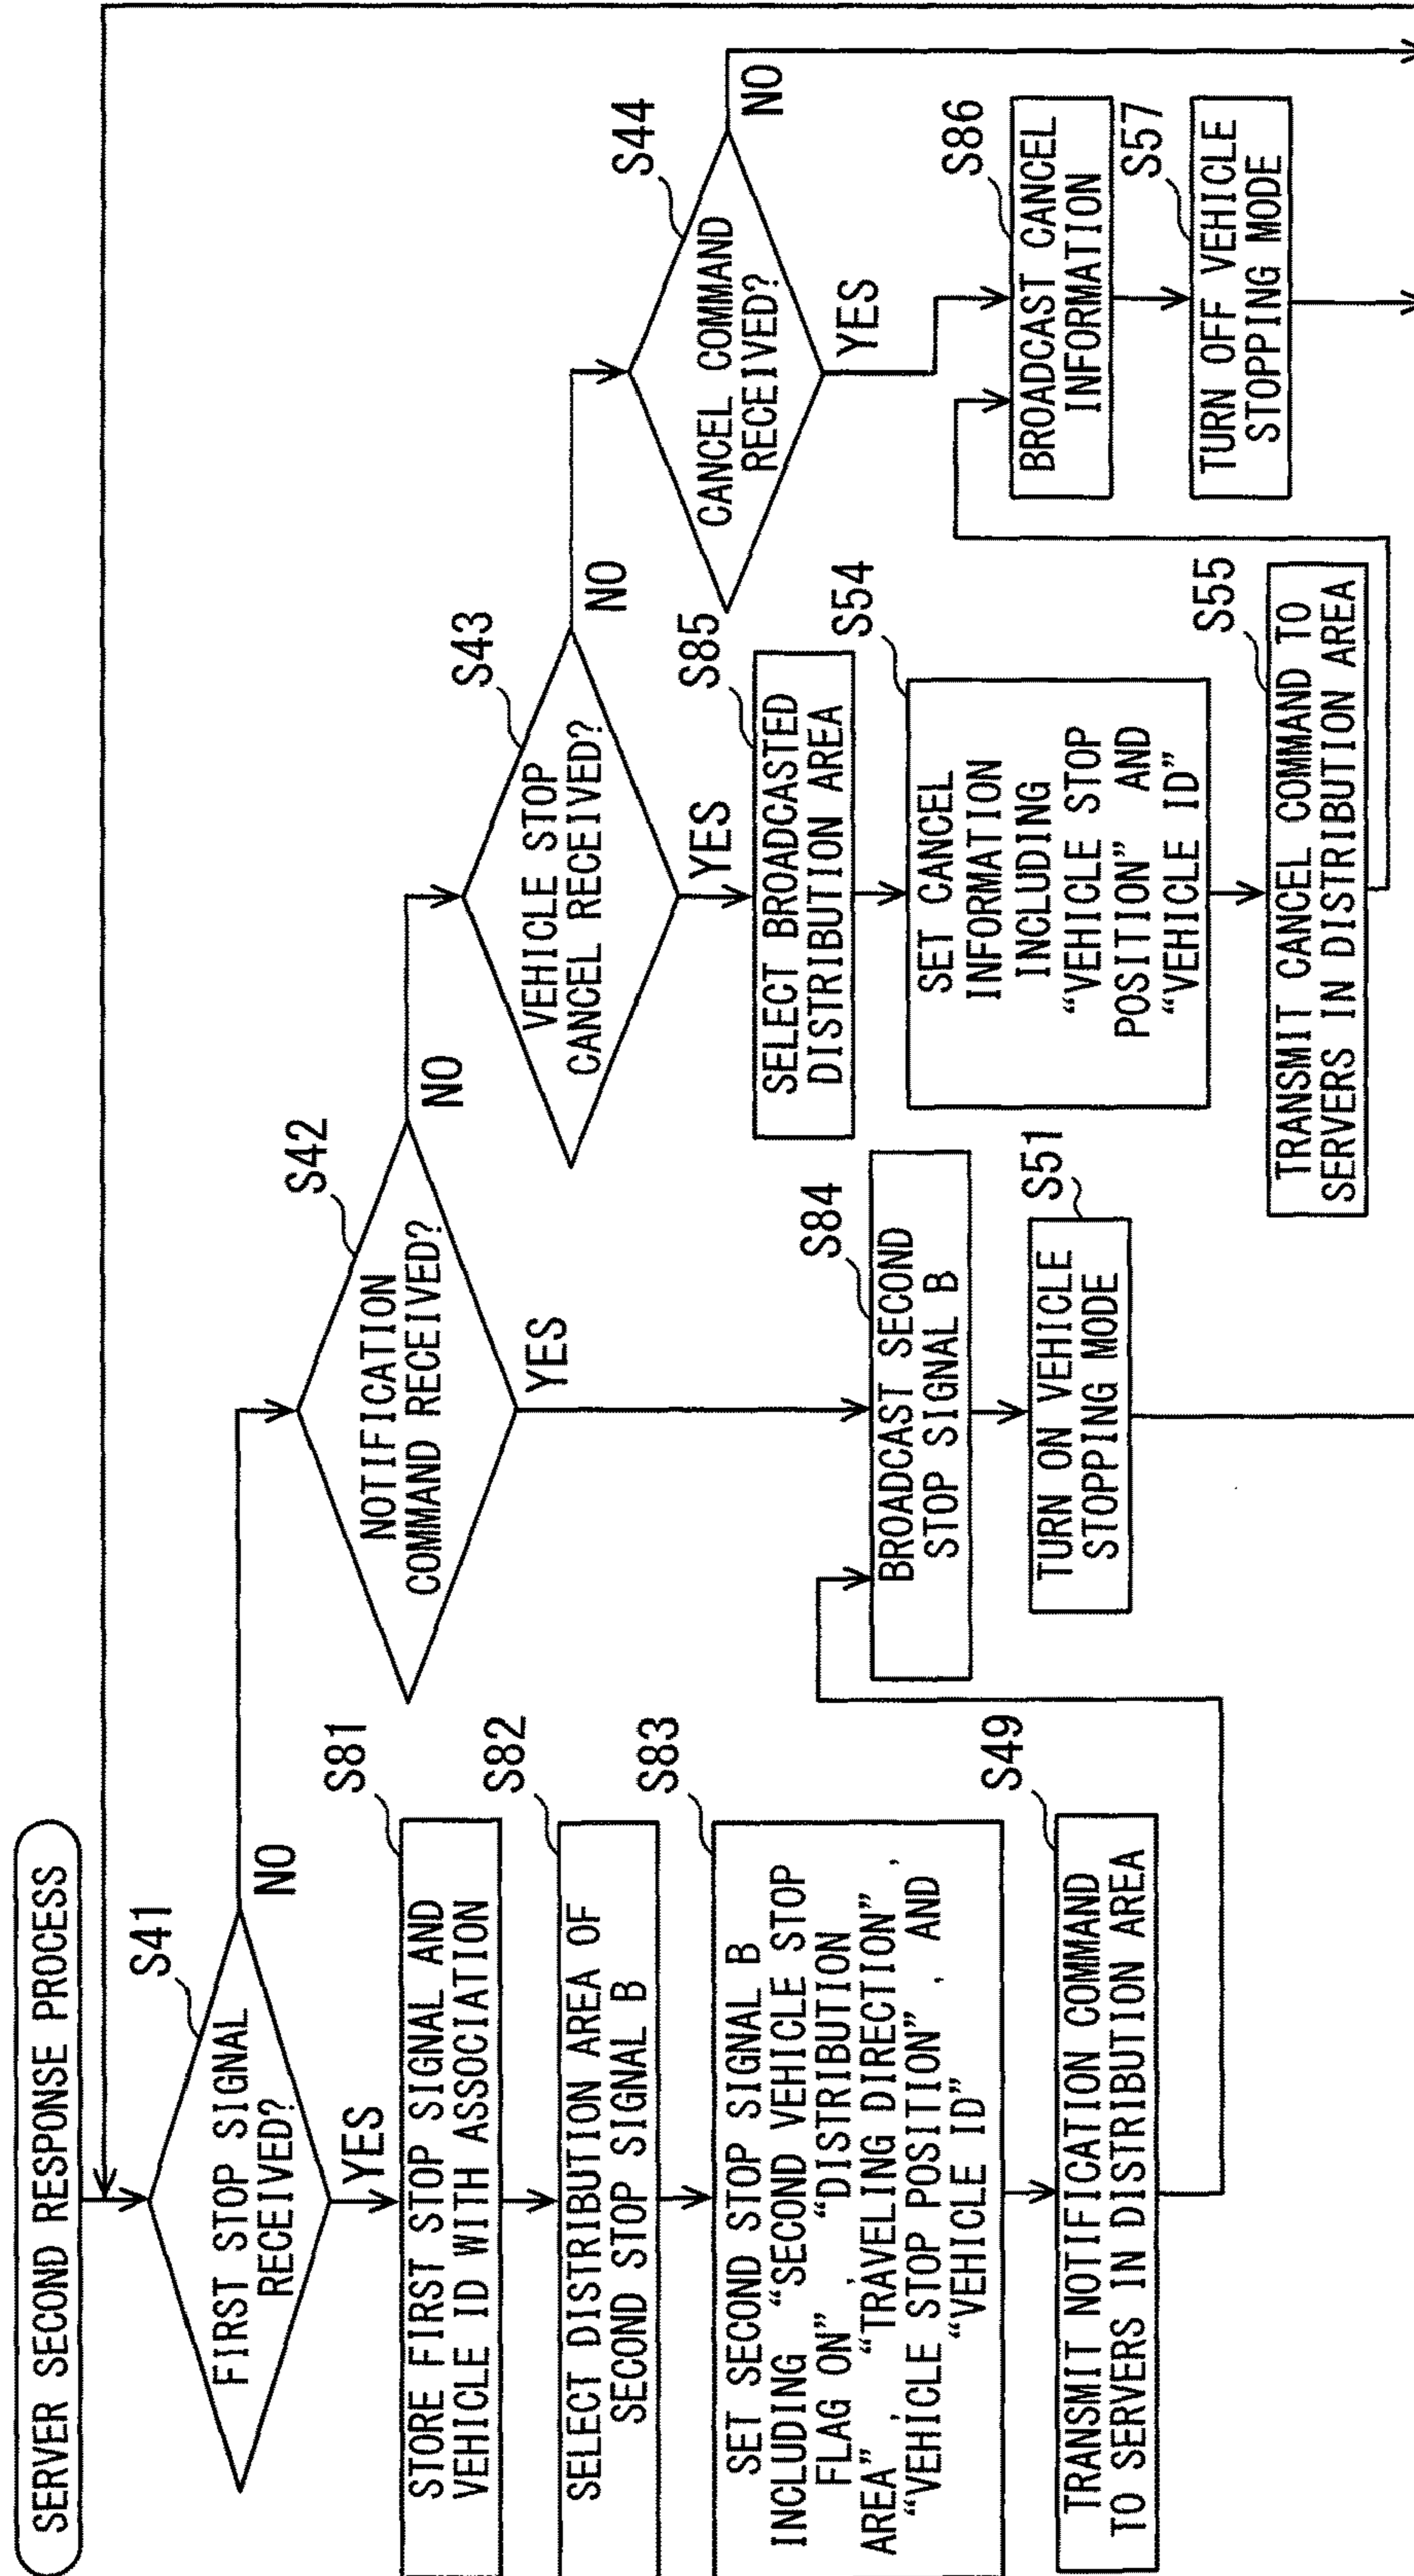 SERVER SECOND RESPONSE PROCESS
S41
FIRST STOP SIGNAL
RECEIVED?
NO
YES
S81
STORE FIRST STOP SIGNAL AND
VEHICLE ID WITH ASSOCIATION
S82
SELECT DISTRIBUTION AREA OF
SECOND STOP SIGNAL B
S83
SET SECOND STOP SIGNAL B
INCLUDING “SECOND VEHICLE STOP
FLAG ON”, “DISTRIBUTION
AREA”, “TRAVELING DIRECTION”,
“VEHICLE STOP POSITION”, AND
“VEHICLE ID”
S49
TRANSMIT NOTIFICATION COMMAND
TO SERVERS IN DISTRIBUTION AREA
S42
NOTIFICATION
COMMAND RECEIVED?
NO
YES
S84
BROADCAST SECOND
STOP SIGNAL B
S51
TURN ON VEHICLE
STOPPING MODE
S43
VEHICLE STOP
CANCEL RECEIVED?
NO
YES
S85
SELECT BROADCASTED
DISTRIBUTION AREA
S54
SET CANCEL
INFORMATION
INCLUDING
“VEHICLE STOP
POSITION” AND
“VEHICLE ID”
S55
TRANSMIT CANCEL COMMAND TO
SERVERS IN DISTRIBUTION AREA
S44
CANCEL COMMAND
RECEIVED?
NO
YES
S86
BROADCAST CANCEL
INFORMATION
S57
TURN OFF VEHICLE
STOPPING MODE